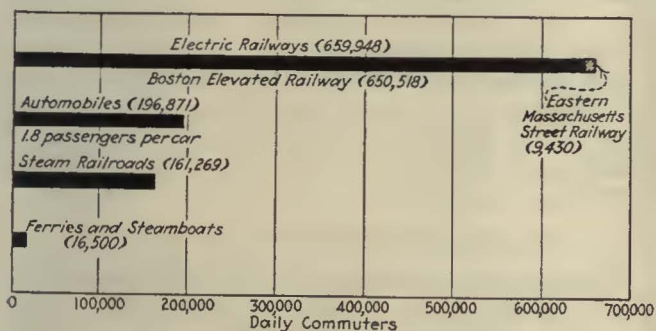 Electric Railways (659,948)
Boston Elevated Railway (650,518)
Eastern
Massachusetts
Street Railway
(9,430)
Automobiles (196,871)
1.8 passengers per car
Steam Railroads (161,269)
Ferries and Steamboats
(16,500)
0 100,000 200,000 300,000 400,000 500,000 600,000 700,000
Daily Commuters